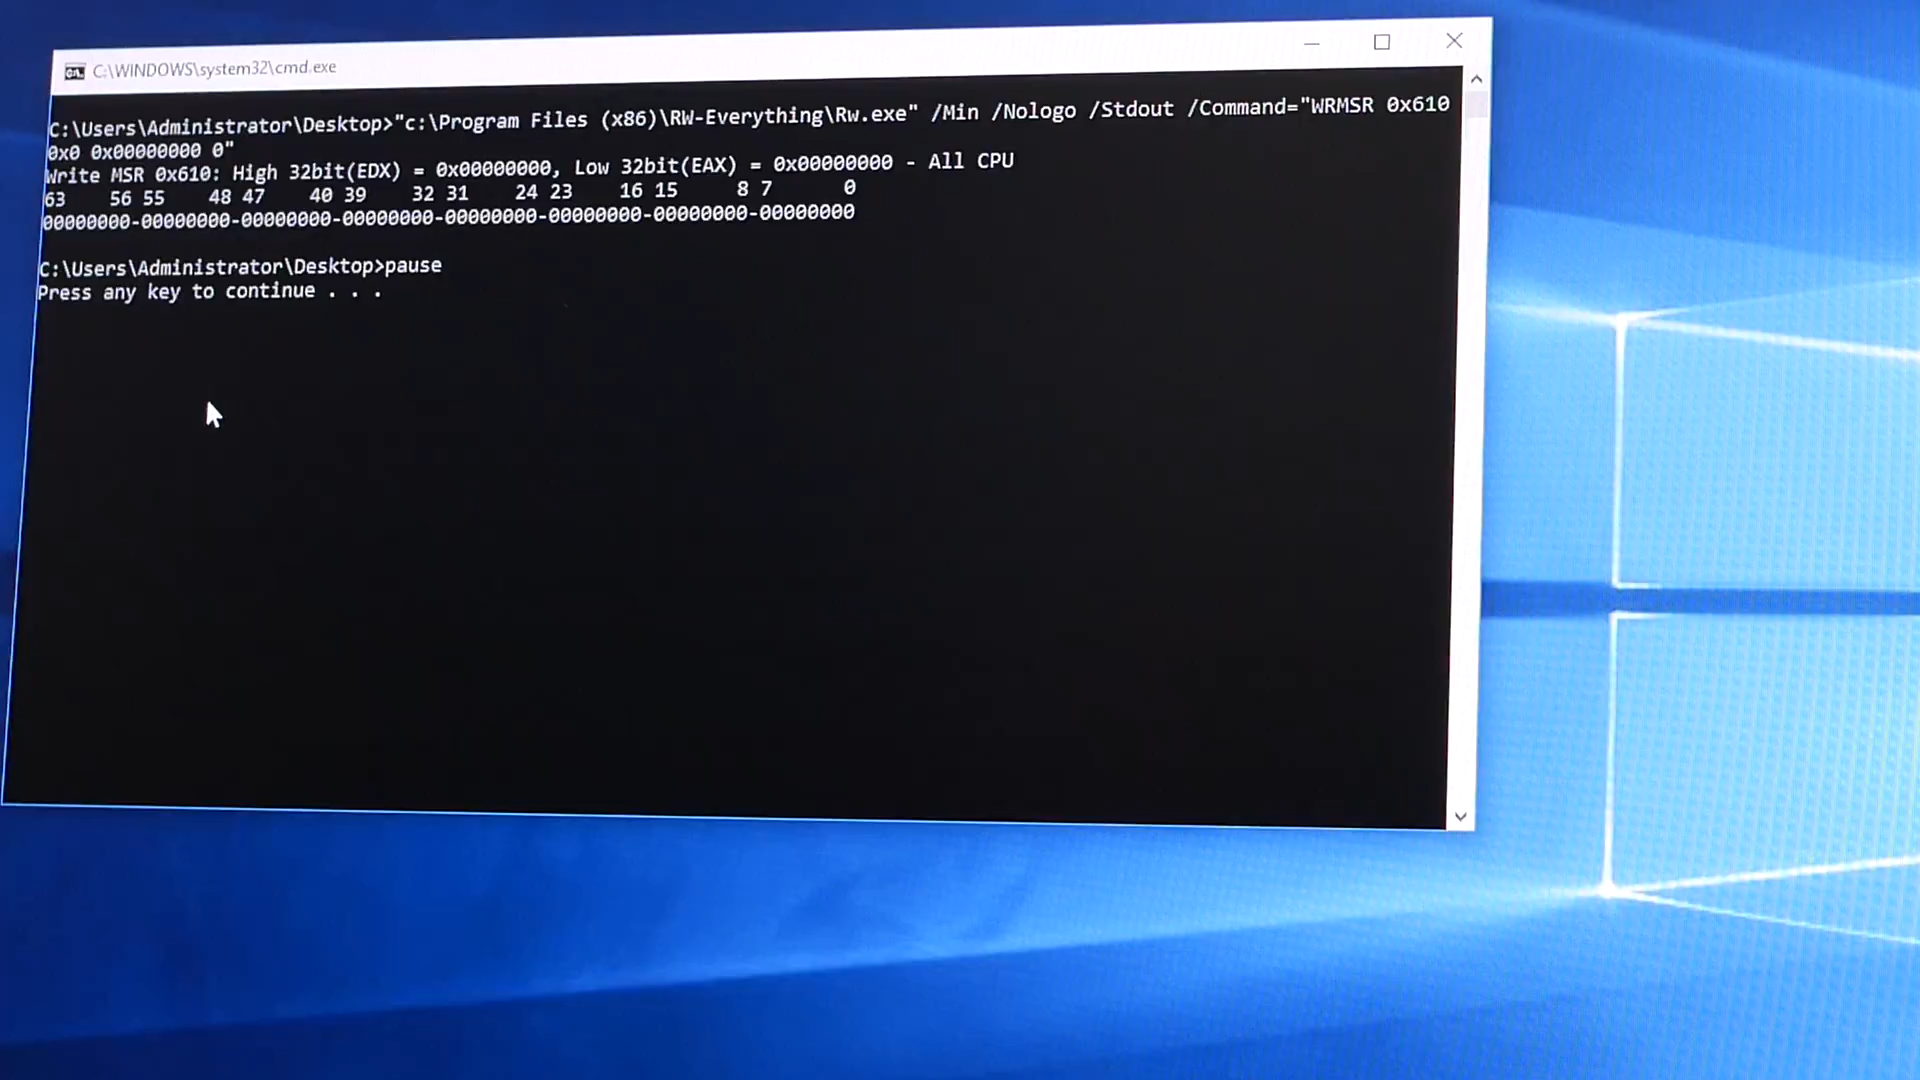 C:\WINDOWS\system32\cmd.exe
C:\Users\Administrator\Desktop>"c:\Program Files (x86)\RW-Everything\Rw.exe" /Min /Nologo /Stdout /Command="WRMSR 0x610
0x0 0x00000000 0"
Write MSR 0x610: High 32bit(EDX) = 0x00000000, Low 32bit(EAX) = 0x00000000 - All CPU
63    56 55    48 47    40 39    32 31    24 23    16 15     8 7      0
00000000-00000000-00000000-00000000-00000000-00000000-00000000-00000000
C:\Users\Administrator\Desktop>pause
Press any key to continue . . .